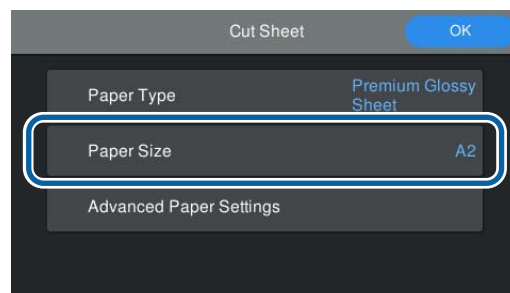 Cut Sheet
OK
Paper Type
Premium Glossy
Sheet
Paper Size
A2
Advanced Paper Settings